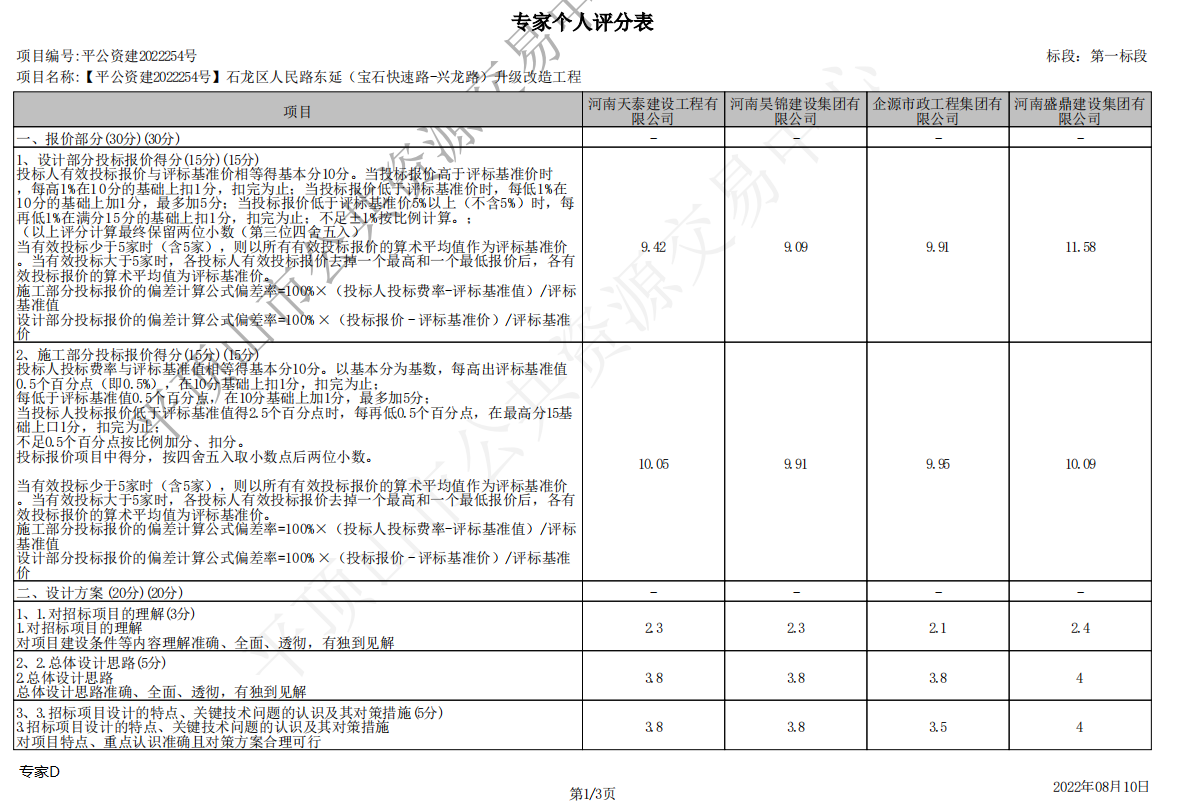 专家个人评分表
项目编号:平公资建2022254号
标段：第一标段
项目名称:【平公资建2022254号】石龙区人民路东延（宝石快速路-兴龙路）升级改造工程
项目
河南天泰建设工程有
限公司
河南昊锦建设集团有
限公司
企源市政工程集团有
限公司
河南盛鼎建设集团有
限公司
一、报价部分(30分)(30分)
-
-
-
-
1、设计部分投标报价得分(15分)(15分)
投标人有效投标报价与评标基准价相等得基本分10分。当投标报价高于评标基准价时
，每高1%在10分的基础上扣1分，扣完为止；当投标报价低于评标基准价时，每低1%在
10分的基础上加1分，最多加5分；当投标报价低于评标基准价5%以上（不含5%）时，每
再低1%在满分15分的基础上扣1分，扣完为止；不足±1%按比例计算。；
（以上评分计算最终保留两位小数（第三位四舍五入）
当有效投标少于5家时（含5家），则以所有有效投标报价的算术平均值作为评标基准价
。当有效投标大于5家时，各投标人有效投标报价去掉一个最高和一个最低报价后，各有
效投标报价的算术平均值为评标基准价。
施工部分投标报价的偏差计算公式偏差率=100%×（投标人投标费率-评标基准值）/评标
基准值
设计部分投标报价的偏差计算公式偏差率=100%×（投标报价－评标基准价）/评标基准
价
9.42
9.09
9.91
11.58
2、施工部分投标报价得分(15分)(15分)
投标人投标费率与评标基准值相等得基本分10分。以基本分为基数，每高出评标基准值
0.5个百分点（即0.5%），在10分基础上扣1分，扣完为止；
每低于评标基准值0.5个百分点，在10分基础上加1分，最多加5分；
当投标人投标报价低于评标基准值得2.5个百分点时，每再低0.5个百分点，在最高分15基
础上口1分，扣完为止；
不足0.5个百分点按比例加分、扣分。
投标报价项目中得分，按四舍五入取小数点后两位小数。
当有效投标少于5家时（含5家），则以所有有效投标报价的算术平均值作为评标基准价
。当有效投标大于5家时，各投标人有效投标报价去掉一个最高和一个最低报价后，各有
效投标报价的算术平均值为评标基准价。
施工部分投标报价的偏差计算公式偏差率=100%×（投标人投标费率-评标基准值）/评标
基准值
设计部分投标报价的偏差计算公式偏差率=100%×（投标报价－评标基准价）/评标基准
价
10.05
9.91
9.95
10.09
二、设计方案(20分)(20分)
-
-
-
-
1、1.对招标项目的理解(3分)
1.对招标项目的理解
对项目建设条件等内容理解准确、全面、透彻，有独到见解
2.3
2.3
2.1
2.4
2、2.总体设计思路(5分)
2.总体设计思路
总体设计思路准确、全面、透彻，有独到见解
3.8
3.8
3.8
4
3、3.招标项目设计的特点、关键技术问题的认识及其对策措施(5分)
3.招标项目设计的特点、关键技术问题的认识及其对策措施
对项目特点、重点认识准确且对策方案合理可行
3.8
3.8
3.5
4
专家D
第1/3页
2022年08月10日
平顶山市公共资源交易中
平顶山市公共资源交易中心